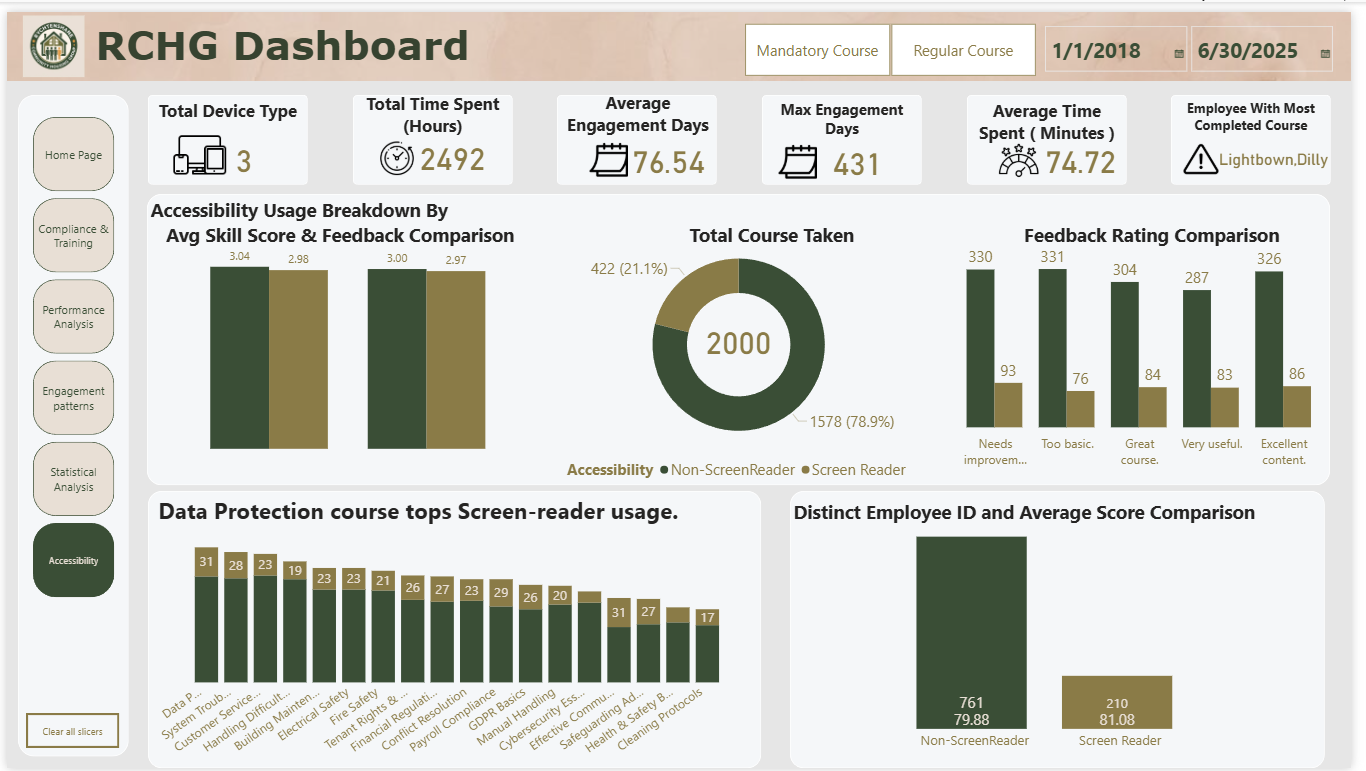 RCHG Dashboard
Mandatory Course
Regular Course
1/1/2018
6/30/2025
Home Page
Compliance &
Training
Performance
Analysis
Engagement
patterns
Statistical
Analysis
Accessibility
Clear all slicers
Total Device Type
3
Total Time Spent
(Hours)
2492
Average
Engagement Days
76.54
Max Engagement
Days
431
Average Time
Spent ( Minutes )
74.72
Employee With Most
Completed Course
Lightbown,Dilly
Accessibility Usage Breakdown By
Avg Skill Score & Feedback Comparison
3.04
2.98
3.00
2.97
Total Course Taken
422 (21.1%)
2000
1578 (78.9%)
Accessibility Non-ScreenReader Screen Reader
Feedback Rating Comparison
330
93
331
76
304
84
287
83
326
86
Needs
improvem...
Too basic.
Great
course.
Very useful.
Excellent
content.
Data Protection course tops Screen-reader usage.
31
28
23
19
23
23
21
26
27
23
29
26
20
31
27
17
Data P...
System Troub...
Customer Service...
Handling Difficult...
Building Mainten...
Electrical Safety
Fire Safety
Tenant Rights & ...
Financial Regulati...
Conflict Resolution
Payroll Compliance
GDPR Basics
Manual Handling
Cybersecurity Ess...
Effective Commu...
Safeguarding Ad...
Health & Safety B...
Cleaning Protocols
Distinct Employee ID and Average Score Comparison
761
79.88
210
81.08
Non-ScreenReader
Screen Reader